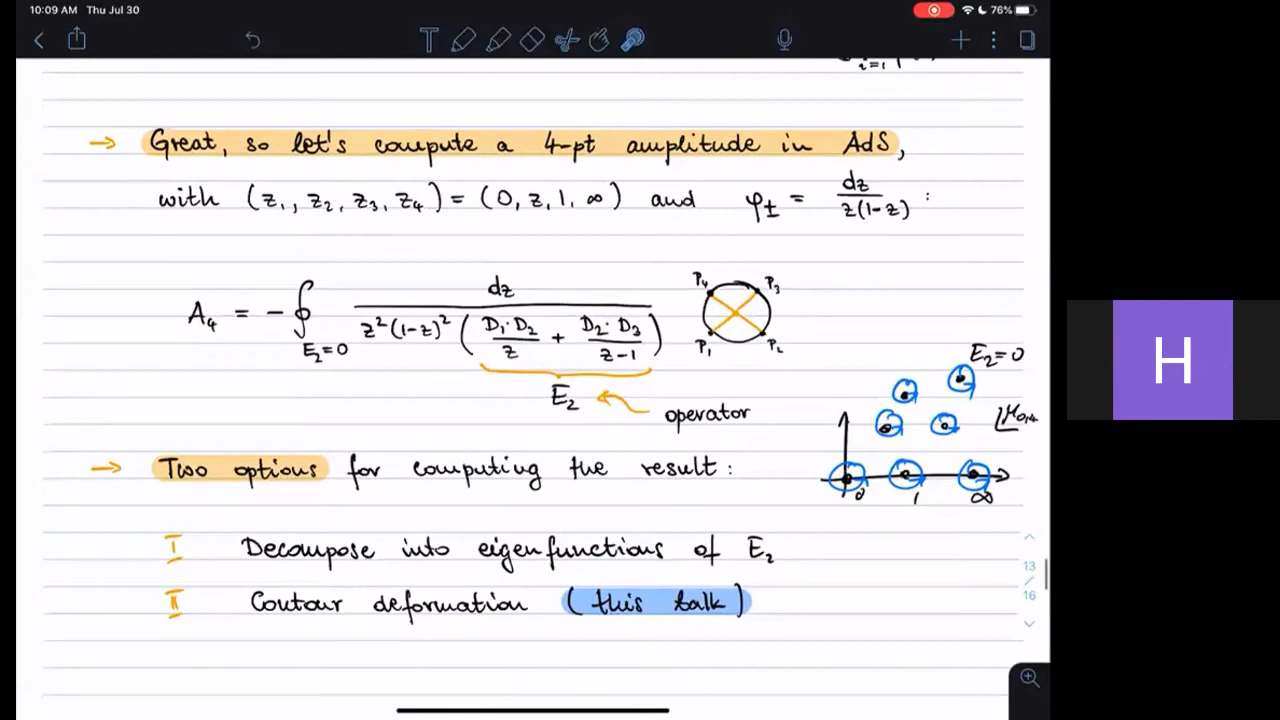 10:09 AM Thu Jul 30
76%
i=1
→ Great, so let's compute a 4-pt amplitude in AdS,
with (z₁, z₂, z₃, z₄) = (0, z, 1, ∞) and φ± = dz / z(1-z) :
A₄ = - ∮_{E₂=0} dz / z²(1-z)² ( D₁·D₂ / z + D₂·D₃ / z-1 )
P₄ P₃
P₁ P₂
E₂
operator
E₂=0
M₀,₄
0 1 ∞
→ Two options for computing the result :
I Decompose into eigenfunctions of E₂
II Contour deformation (this talk)
13
/
16
H